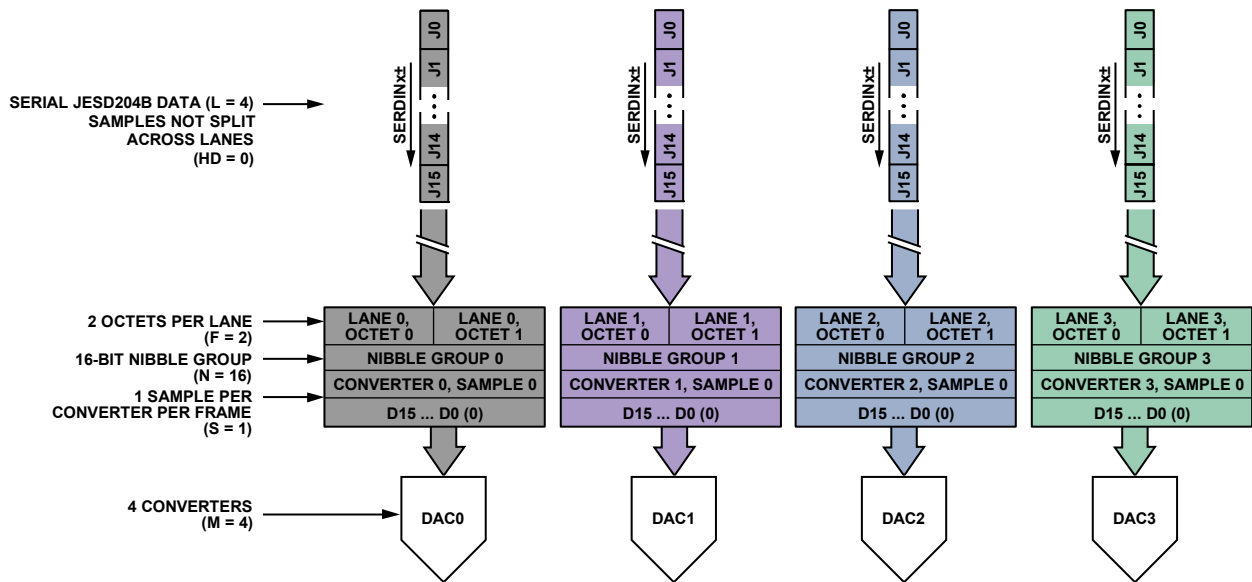 J0
J1
J14
J15
SERDINx±
J0
J1
J14
J15
SERDINx±
J0
J1
J14
J15
SERDINx±
J0
J1
J14
J15
SERDINx±
SERIAL JESD204B DATA (L = 4)
SAMPLES NOT SPLIT
ACROSS LANES
(HD = 0)
2 OCTETS PER LANE
(F = 2)
16-BIT NIBBLE GROUP
(N = 16)
1 SAMPLE PER
CONVERTER PER FRAME
(S = 1)
4 CONVERTERS
(M = 4)
LANE 0,
OCTET 0
LANE 0,
OCTET 1
NIBBLE GROUP 0
CONVERTER 0, SAMPLE 0
D15 ... D0 (0)
DAC0
LANE 1,
OCTET 0
LANE 1,
OCTET 1
NIBBLE GROUP 1
CONVERTER 1, SAMPLE 0
D15 ... D0 (0)
DAC1
LANE 2,
OCTET 0
LANE 2,
OCTET 1
NIBBLE GROUP 2
CONVERTER 2, SAMPLE 0
D15 ... D0 (0)
DAC2
LANE 3,
OCTET 0
LANE 3,
OCTET 1
NIBBLE GROUP 3
CONVERTER 3, SAMPLE 0
D15 ... D0 (0)
DAC3